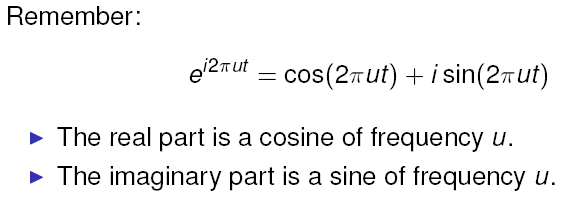 Remember:
e^{i2πut} = cos(2πut) + i sin(2πut)
▶ The real part is a cosine of frequency u.
▶ The imaginary part is a sine of frequency u.